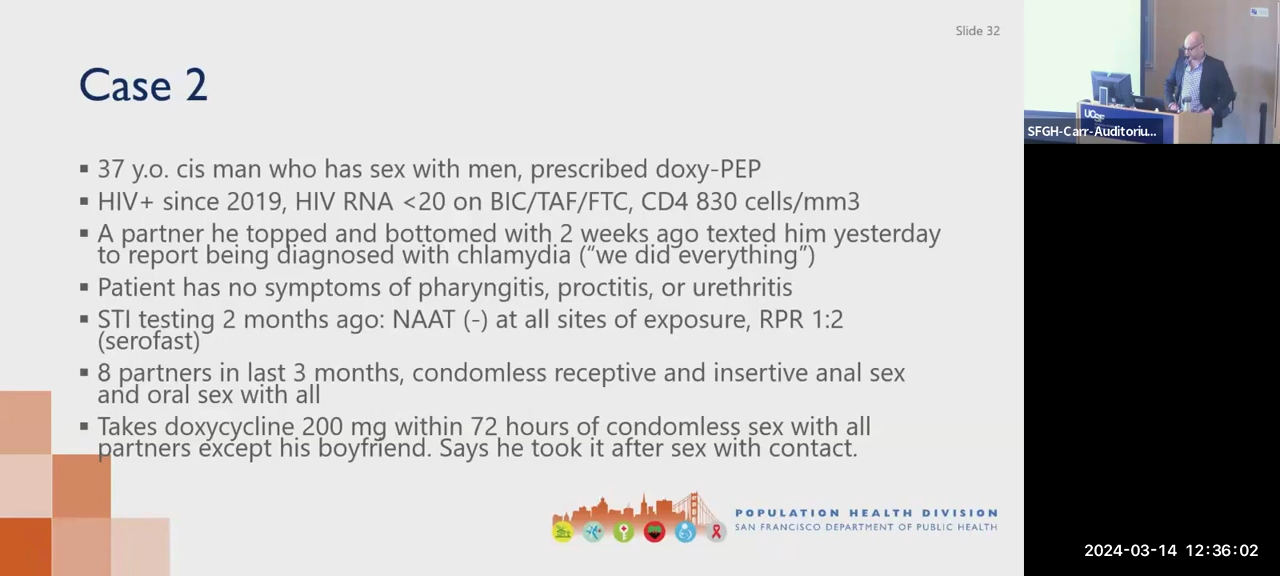 Slide 32
Case 2
▪ 37 y.o. cis man who has sex with men, prescribed doxy-PEP
▪ HIV+ since 2019, HIV RNA <20 on BIC/TAF/FTC, CD4 830 cells/mm3
▪ A partner he topped and bottomed with 2 weeks ago texted him yesterday
to report being diagnosed with chlamydia (“we did everything”)
▪ Patient has no symptoms of pharyngitis, proctitis, or urethritis
▪ STI testing 2 months ago: NAAT (-) at all sites of exposure, RPR 1:2
(serofast)
▪ 8 partners in last 3 months, condomless receptive and insertive anal sex
and oral sex with all
▪ Takes doxycycline 200 mg within 72 hours of condomless sex with all
partners except his boyfriend. Says he took it after sex with contact.
POPULATION HEALTH DIVISION
SAN FRANCISCO DEPARTMENT OF PUBLIC HEALTH
UCSF
SFGH-Carr-Auditoriu...
2024-03-14 12:36:02